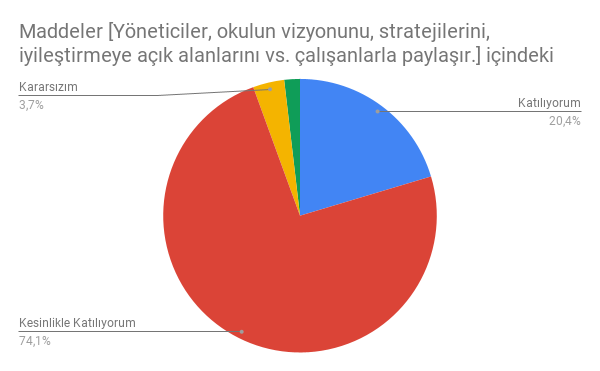 Maddeler [Yöneticiler, okulun vizyonunu, stratejilerini,
iyileştirmeye açık alanlarını vs. çalışanlarla paylaşır.] içindeki
Kararsızım
3,7%
Katılıyorum
20,4%
Kesinlikle Katılıyorum
74,1%